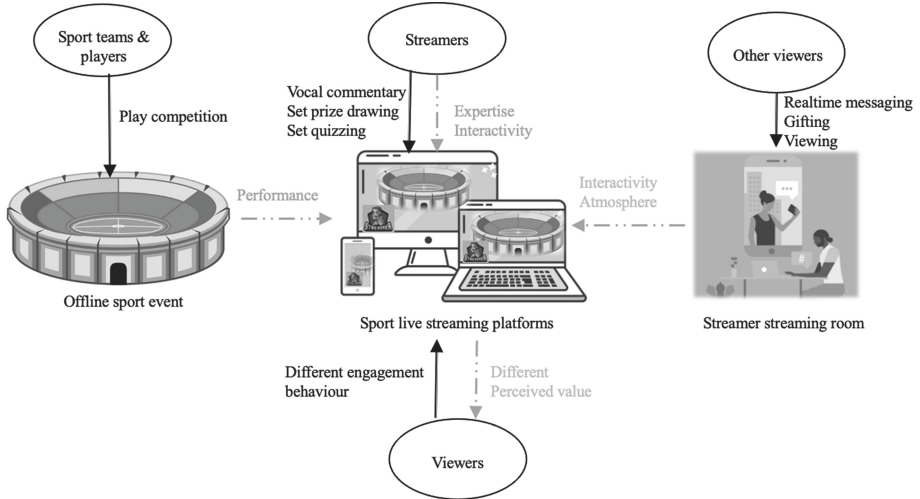 Sport teams &
players
Streamers
Other viewers
Play competition
Vocal commentary
Set prize drawing
Set quizzing
Expertise
Interactivity
Realtime messaging
Gifting
Viewing
Performance
Interactivity
Atmosphere
Offline sport event
Sport live streaming platforms
Streamer streaming room
Different engagement
behaviour
Different
Perceived value
Viewers